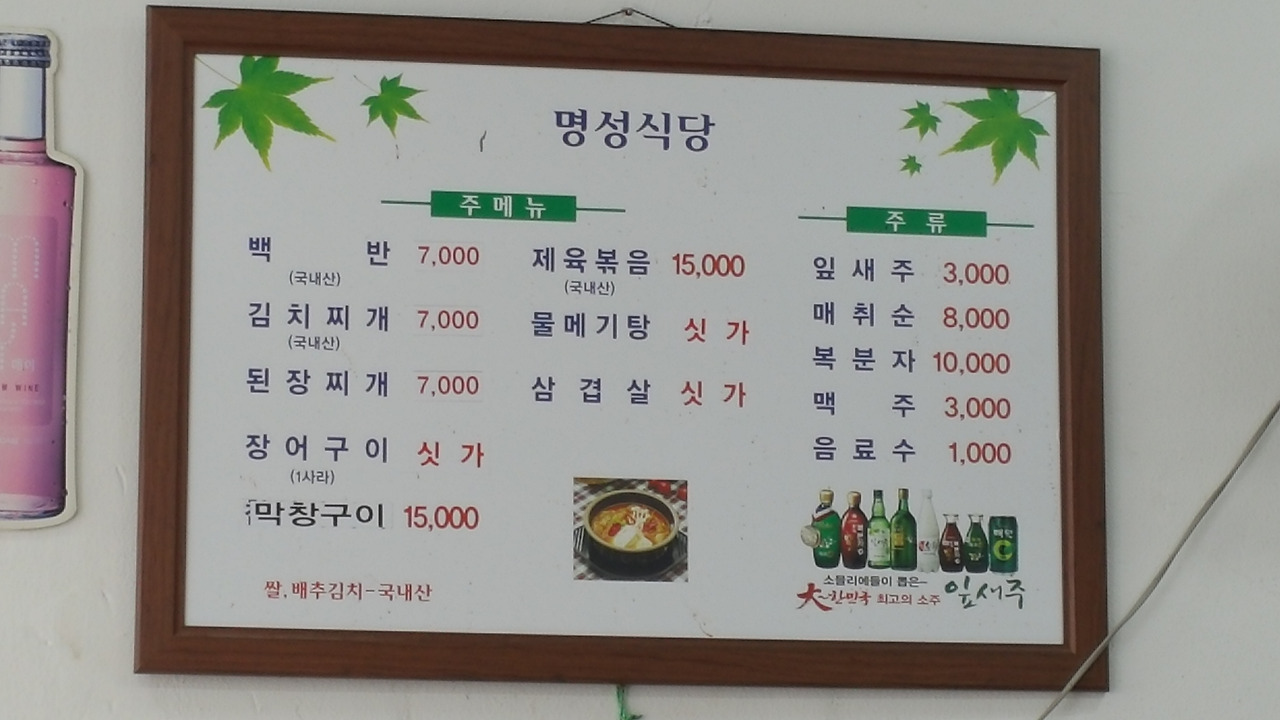 명성식당
주메뉴
백반 7,000
(국내산)
김치찌개 7,000
(국내산)
된장찌개 7,000
장어구이 싯가
(1사라)
막창구이 15,000
제육볶음 15,000
(국내산)
물메기탕 싯가
삼겹살 싯가
쌀,배추김치-국내산
주류
잎새주 3,000
매취순 8,000
복분자 10,000
맥주 3,000
음료수 1,000
소믈리에들이 뽑은~
大~한민국 최고의 소주 잎새주
WINE